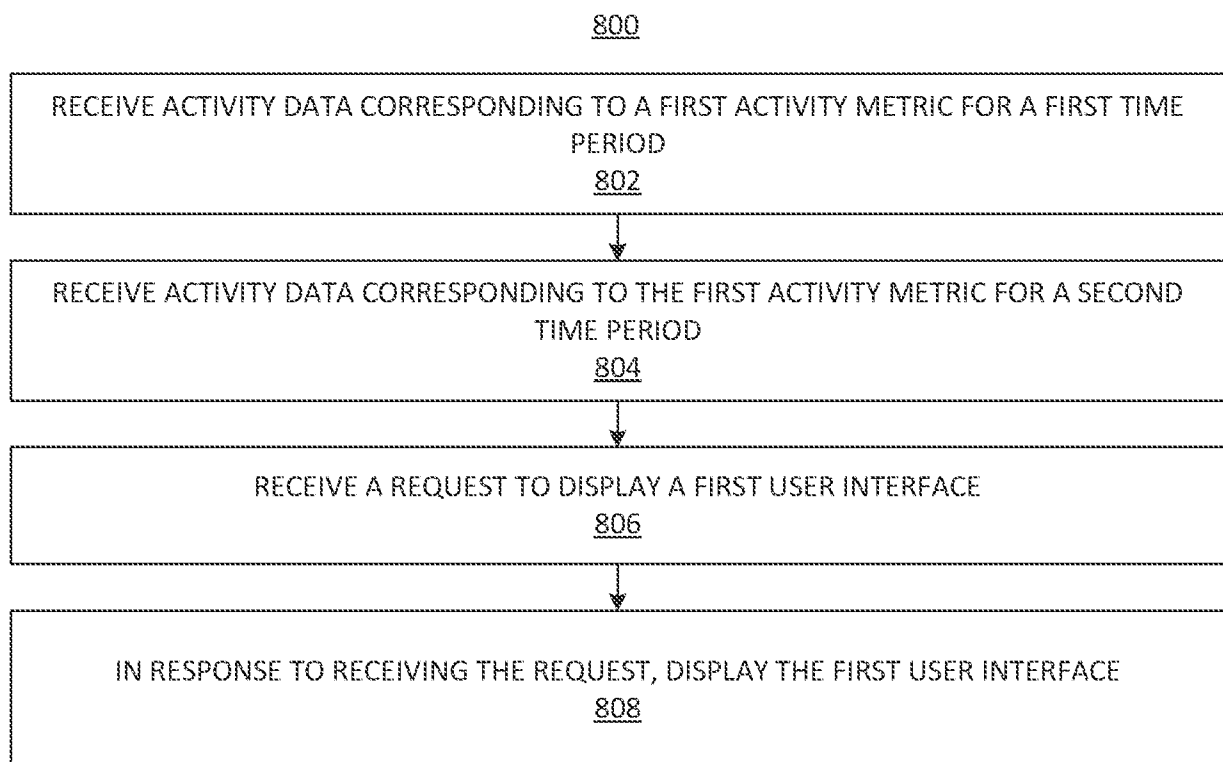 800
RECEIVE ACTIVITY DATA CORRESPONDING TO A FIRST ACTIVITY METRIC FOR A FIRST TIME
PERIOD
802
RECEIVE ACTIVITY DATA CORRESPONDING TO THE FIRST ACTIVITY METRIC FOR A SECOND
TIME PERIOD
804
RECEIVE A REQUEST TO DISPLAY A FIRST USER INTERFACE
806
IN RESPONSE TO RECEIVING THE REQUEST, DISPLAY THE FIRST USER INTERFACE
808